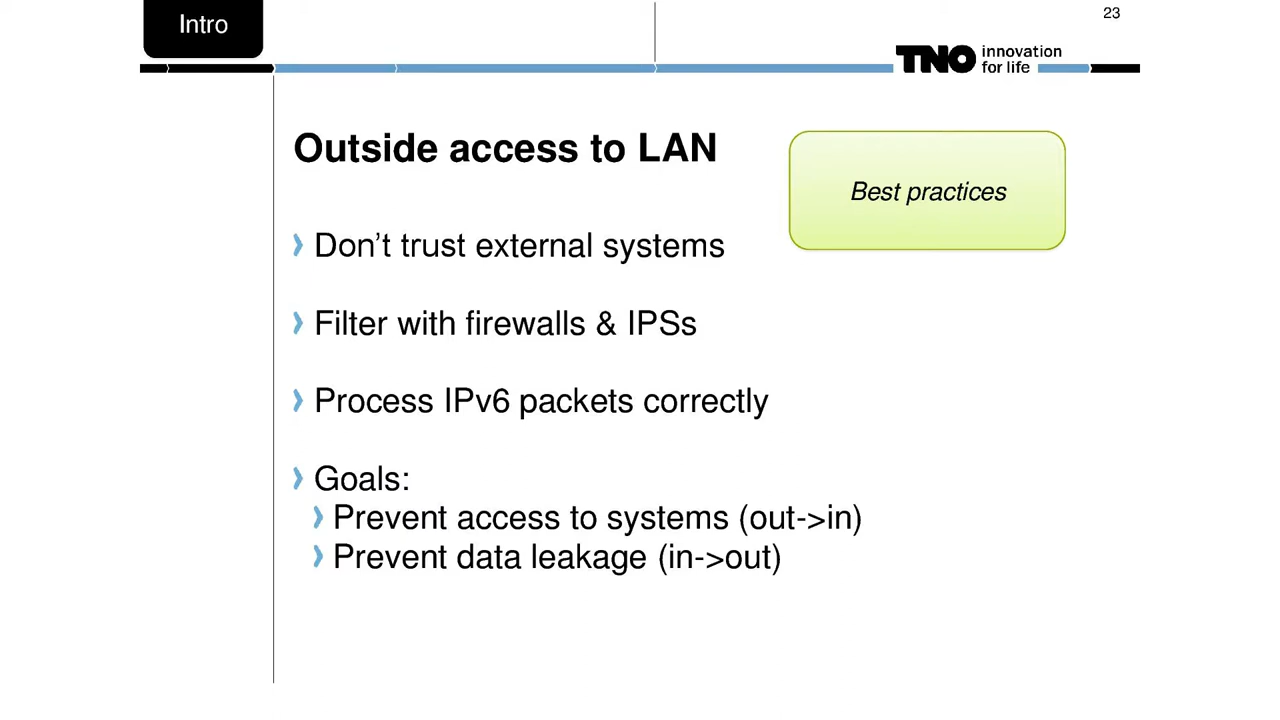 Intro
23
TNO innovation
for life
Outside access to LAN
Best practices
Don’t trust external systems
Filter with firewalls & IPSs
Process IPv6 packets correctly
Goals:
Prevent access to systems (out->in)
Prevent data leakage (in->out)